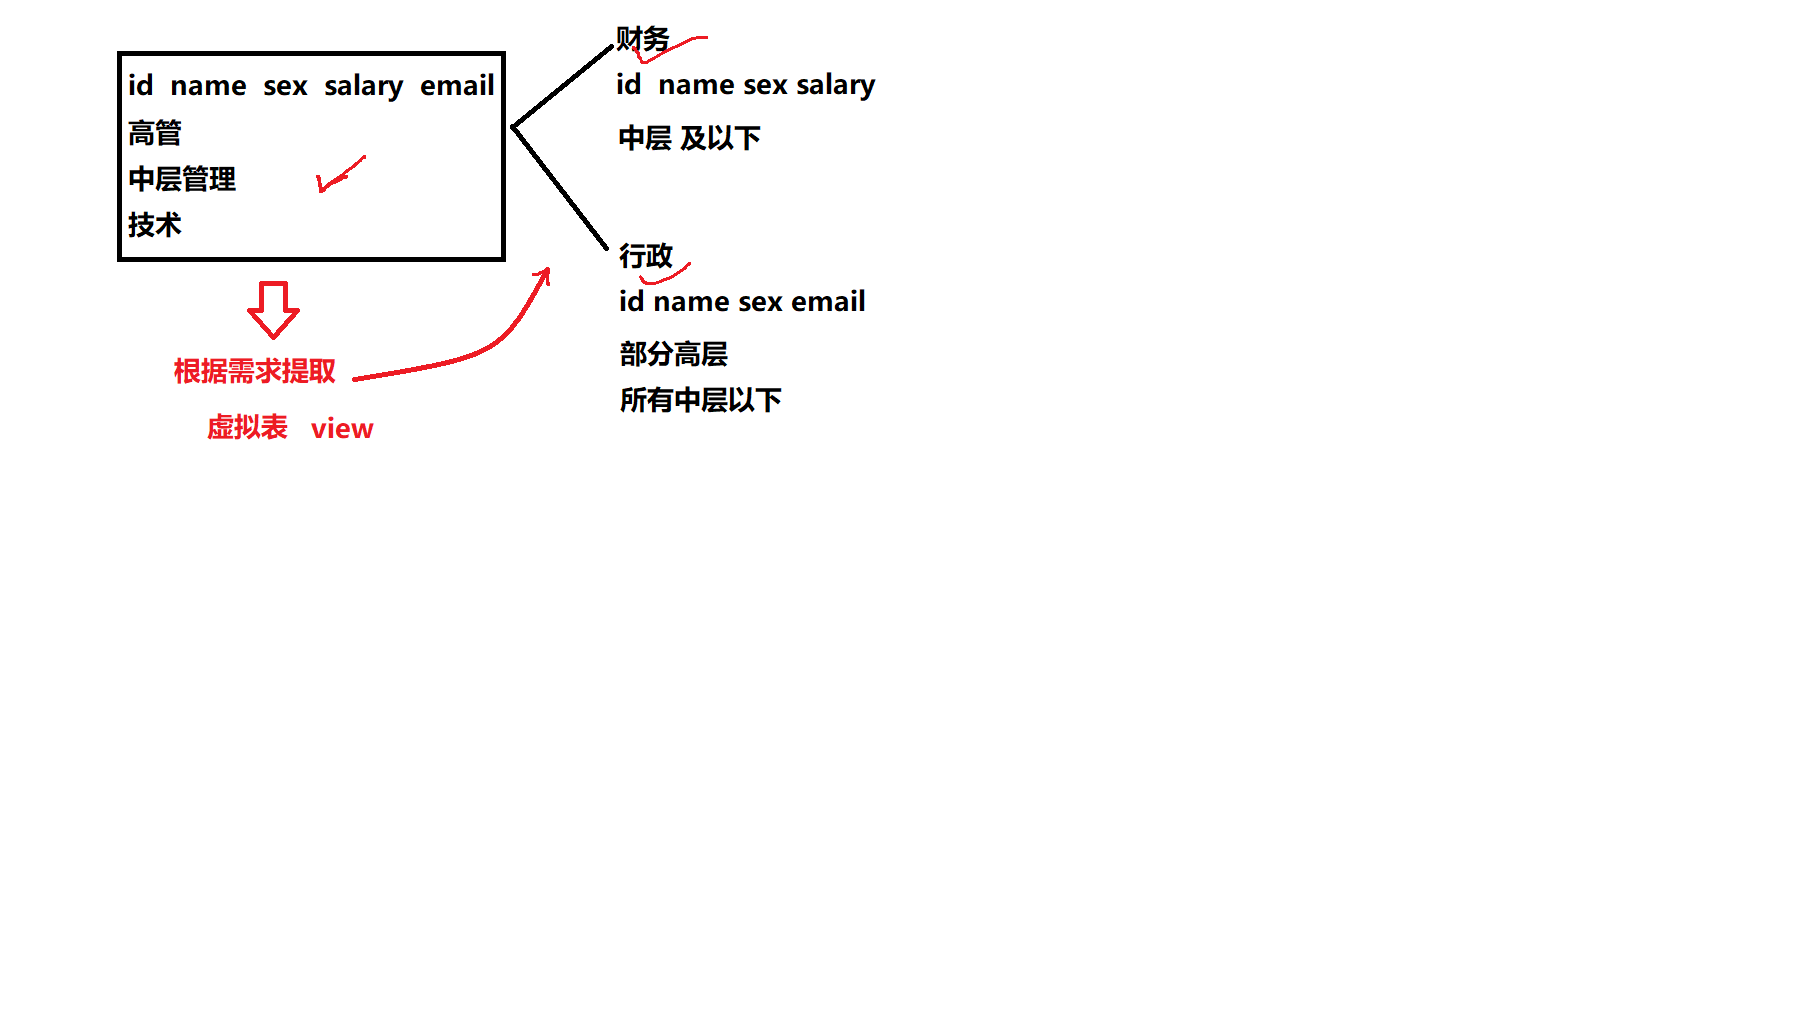 id name sex salary email
高管
中层管理
技术
根据需求提取
虚拟表 view
财务
id name sex salary
中层 及以下
行政
id name sex email
部分高层
所有中层以下